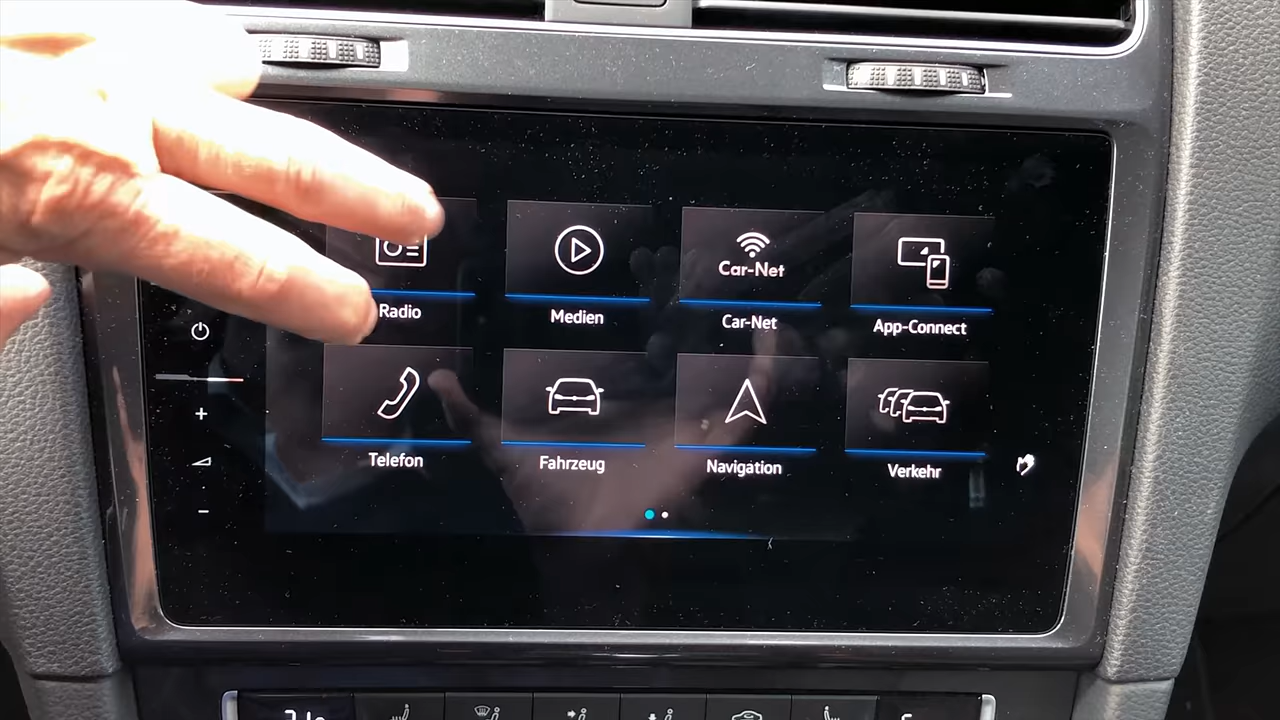 Car-Net
Radio
Medien
Car-Net
App-Connect
Telefon
Fahrzeug
Navigation
Verkehr
+
-